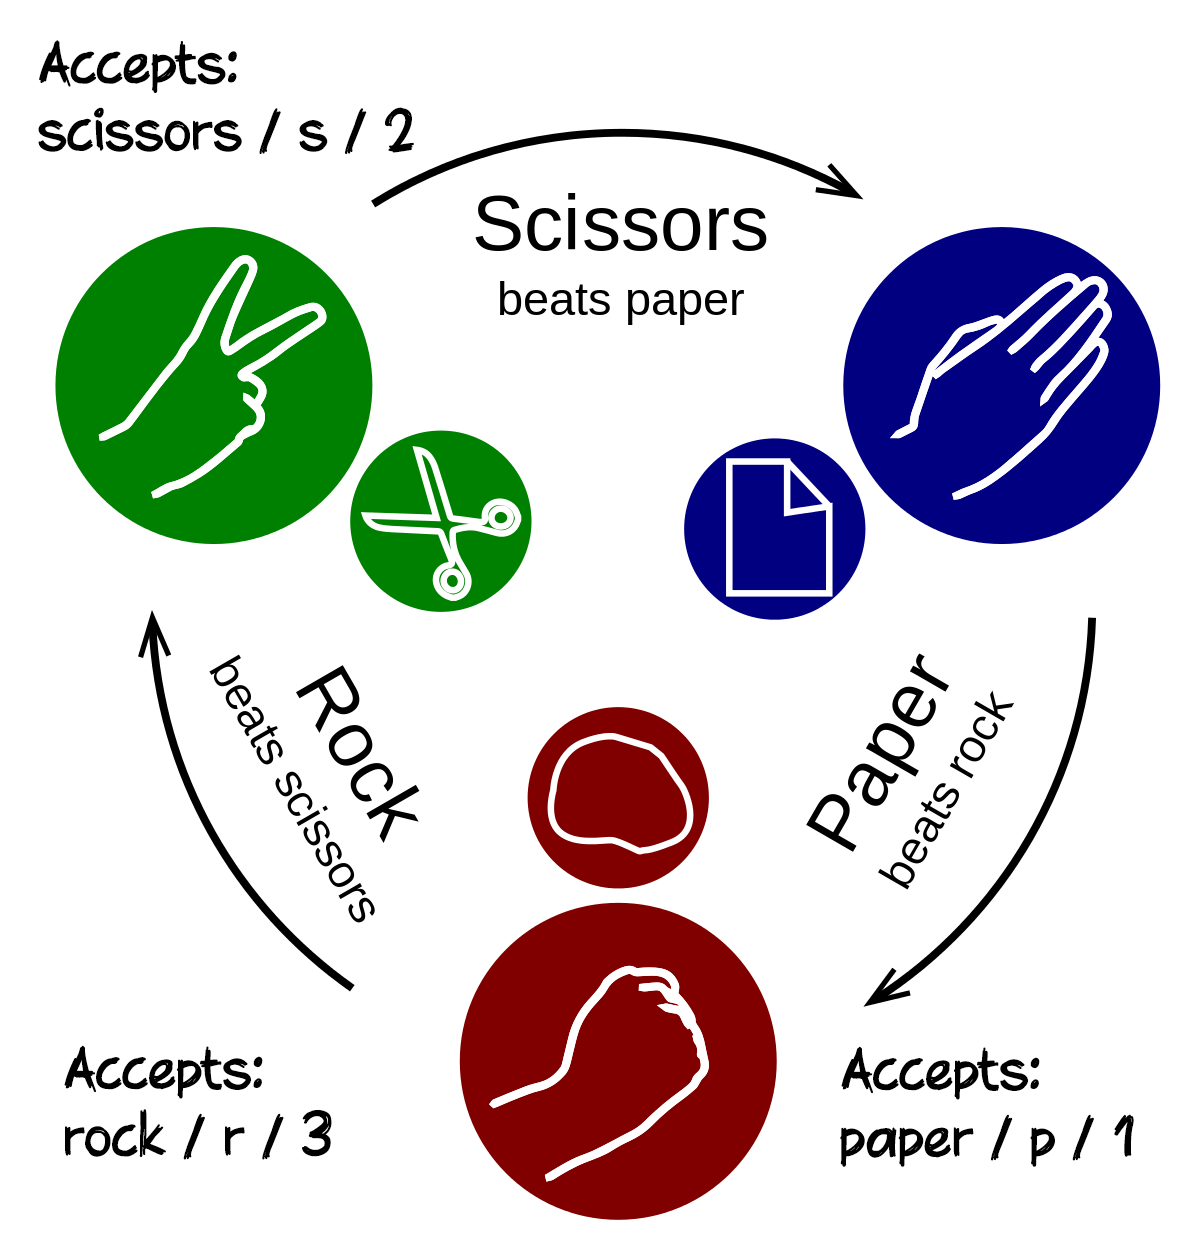 Accepts:
scissors / s / 2
Scissors
beats paper
Rock
beats scissors
Paper
beats rock
Accepts:
rock / r / 3
Accepts:
paper / p / 1